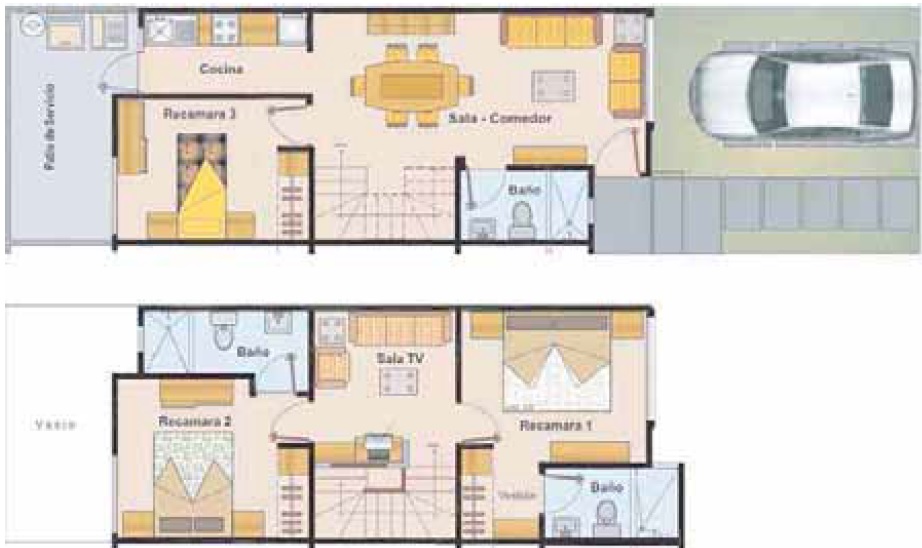 Patio de Servicio
Cocina
Recamara 3
Sala - Comedor
Baño
Baño
Sala TV
Vacio
Recamara 2
Recamara 1
Vestidor
Baño